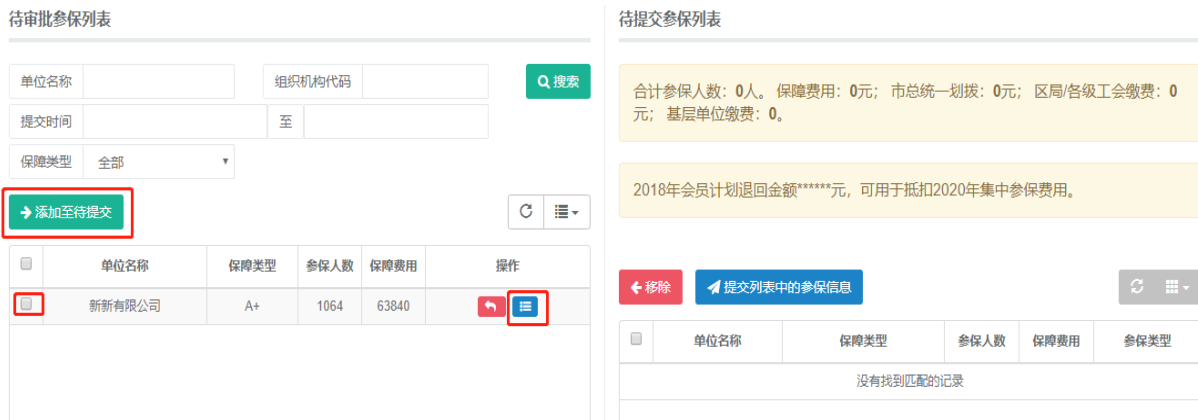 待审批参保列表
单位名称
组织机构代码
搜索
提交时间
至
保障类型
全部
添加至待提交
单位名称 保障类型 参保人数 保障费用 操作
新新有限公司 A+ 1064 63840
待提交参保列表
合计参保人数：0人。 保障费用：0元； 市总统一划拨：0元； 区局/各级工会缴费：0
元； 基层单位缴费：0。
2018年会员计划退回金额******元，可用于抵扣2020年集中参保费用。
移除
提交列表中的参保信息
单位名称 保障类型 参保人数 保障费用 参保类型
没有找到匹配的记录